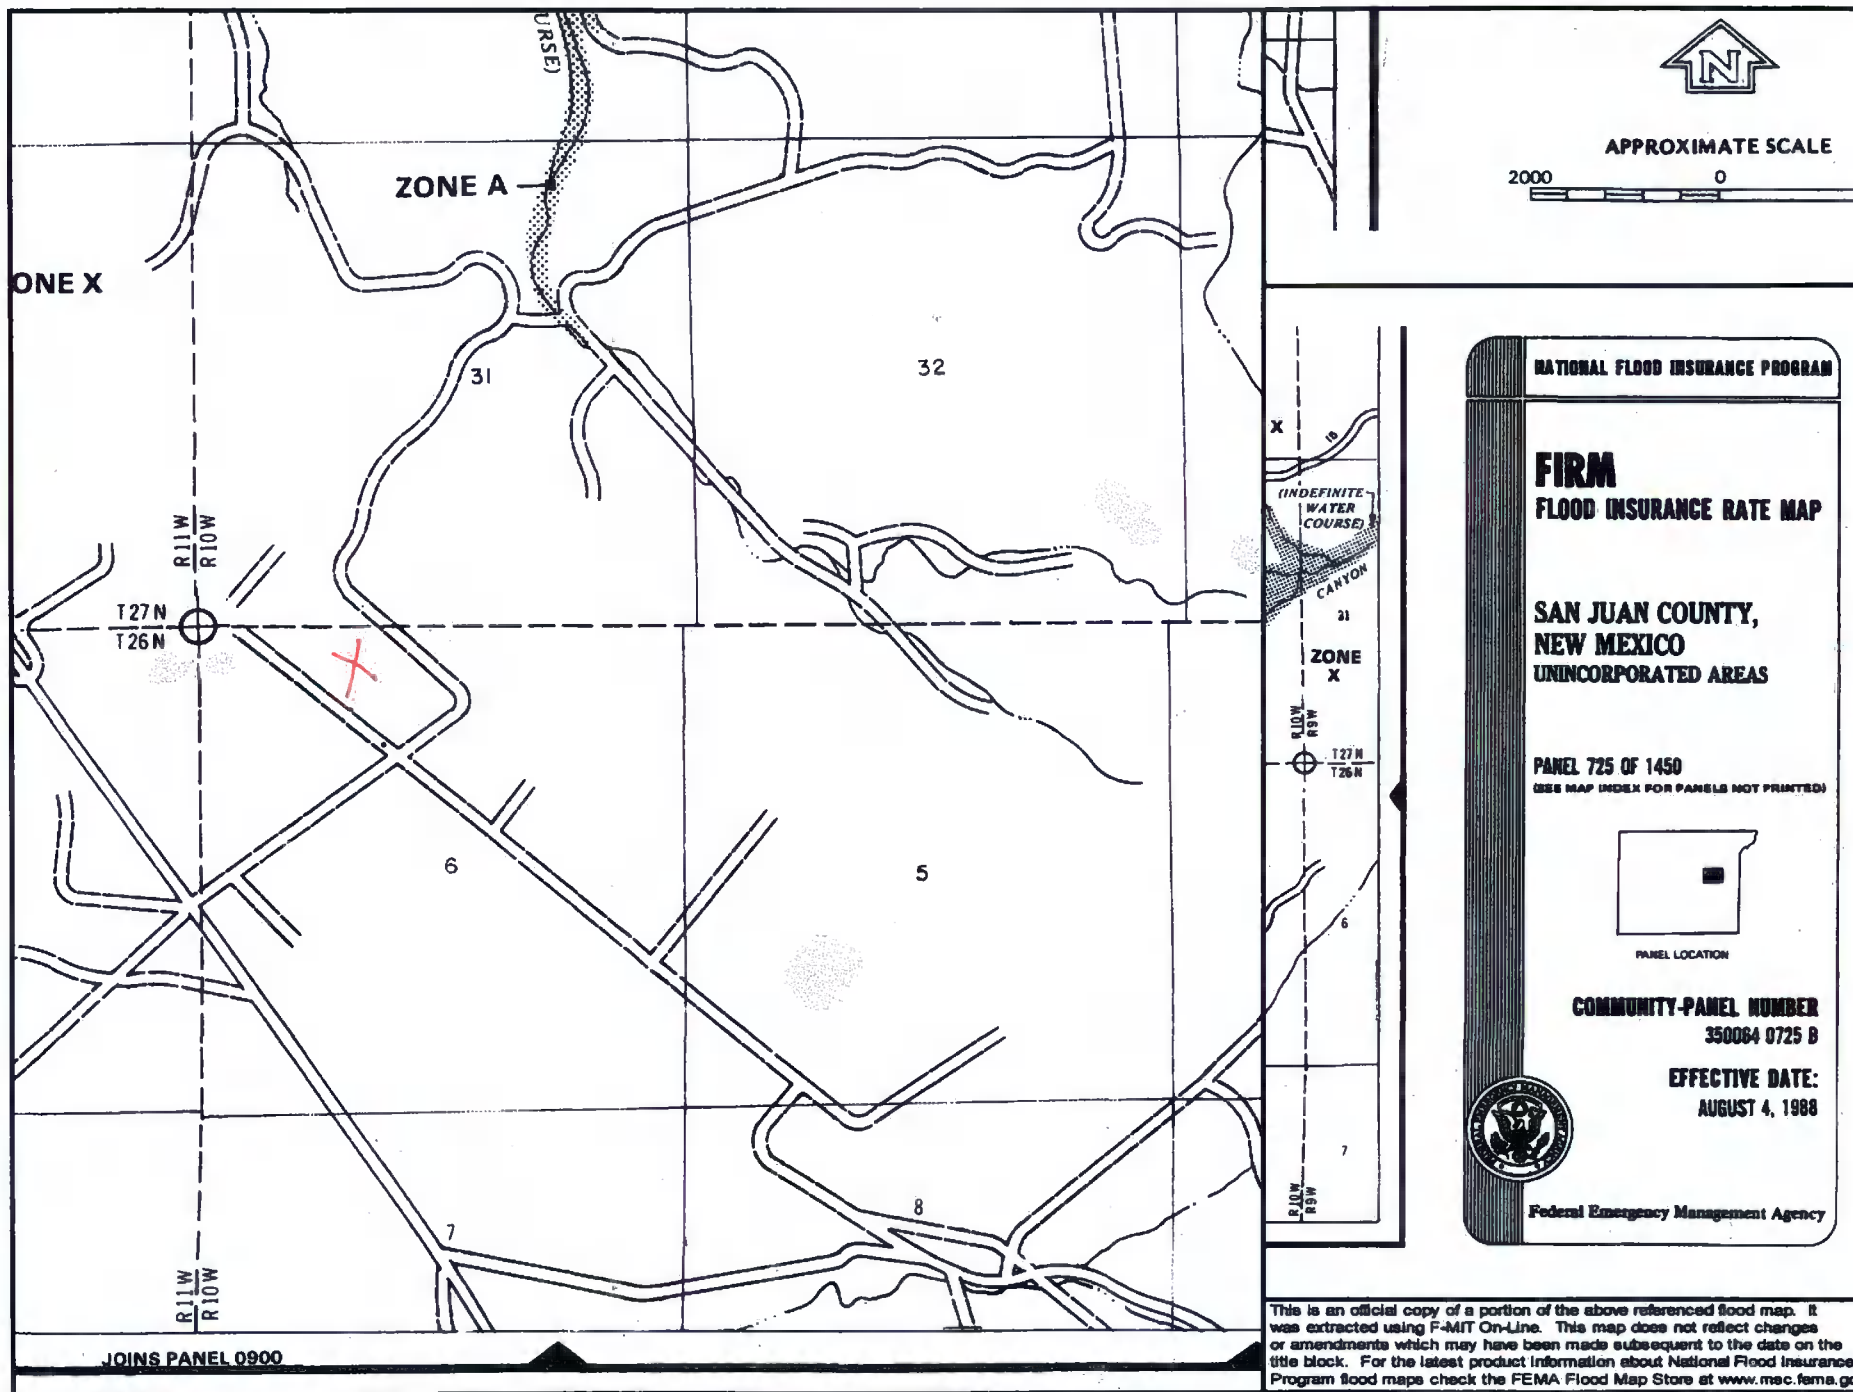 URSE)
ZONE A
ONE X
31
32
R11W
R10W
T27N
T26N
6
5
7
8
R11W
R10W
JOINS PANEL 0900
APPROXIMATE SCALE
2000 0
X
18
(INDEFINITE
WATER
COURSE)
CANYON
31
ZONE
X
R10W
R9W
T27N
T26N
6
7
R10W
R9W
NATIONAL FLOOD INSURANCE PROGRAM
FIRM
FLOOD INSURANCE RATE MAP
SAN JUAN COUNTY,
NEW MEXICO
UNINCORPORATED AREAS
PANEL 725 OF 1450
(SEE MAP INDEX FOR PANELS NOT PRINTED)
PANEL LOCATION
COMMUNITY-PANEL NUMBER
350064 0725 B
EFFECTIVE DATE:
AUGUST 4, 1988
Federal Emergency Management Agency
This is an official copy of a portion of the above referenced flood map. It
was extracted using F-MIT On-Line. This map does not reflect changes
or amendments which may have been made subsequent to the date on the
title block. For the latest product information about National Flood Insurance
Program flood maps check the FEMA Flood Map Store at www.msc.fema.go
N
X